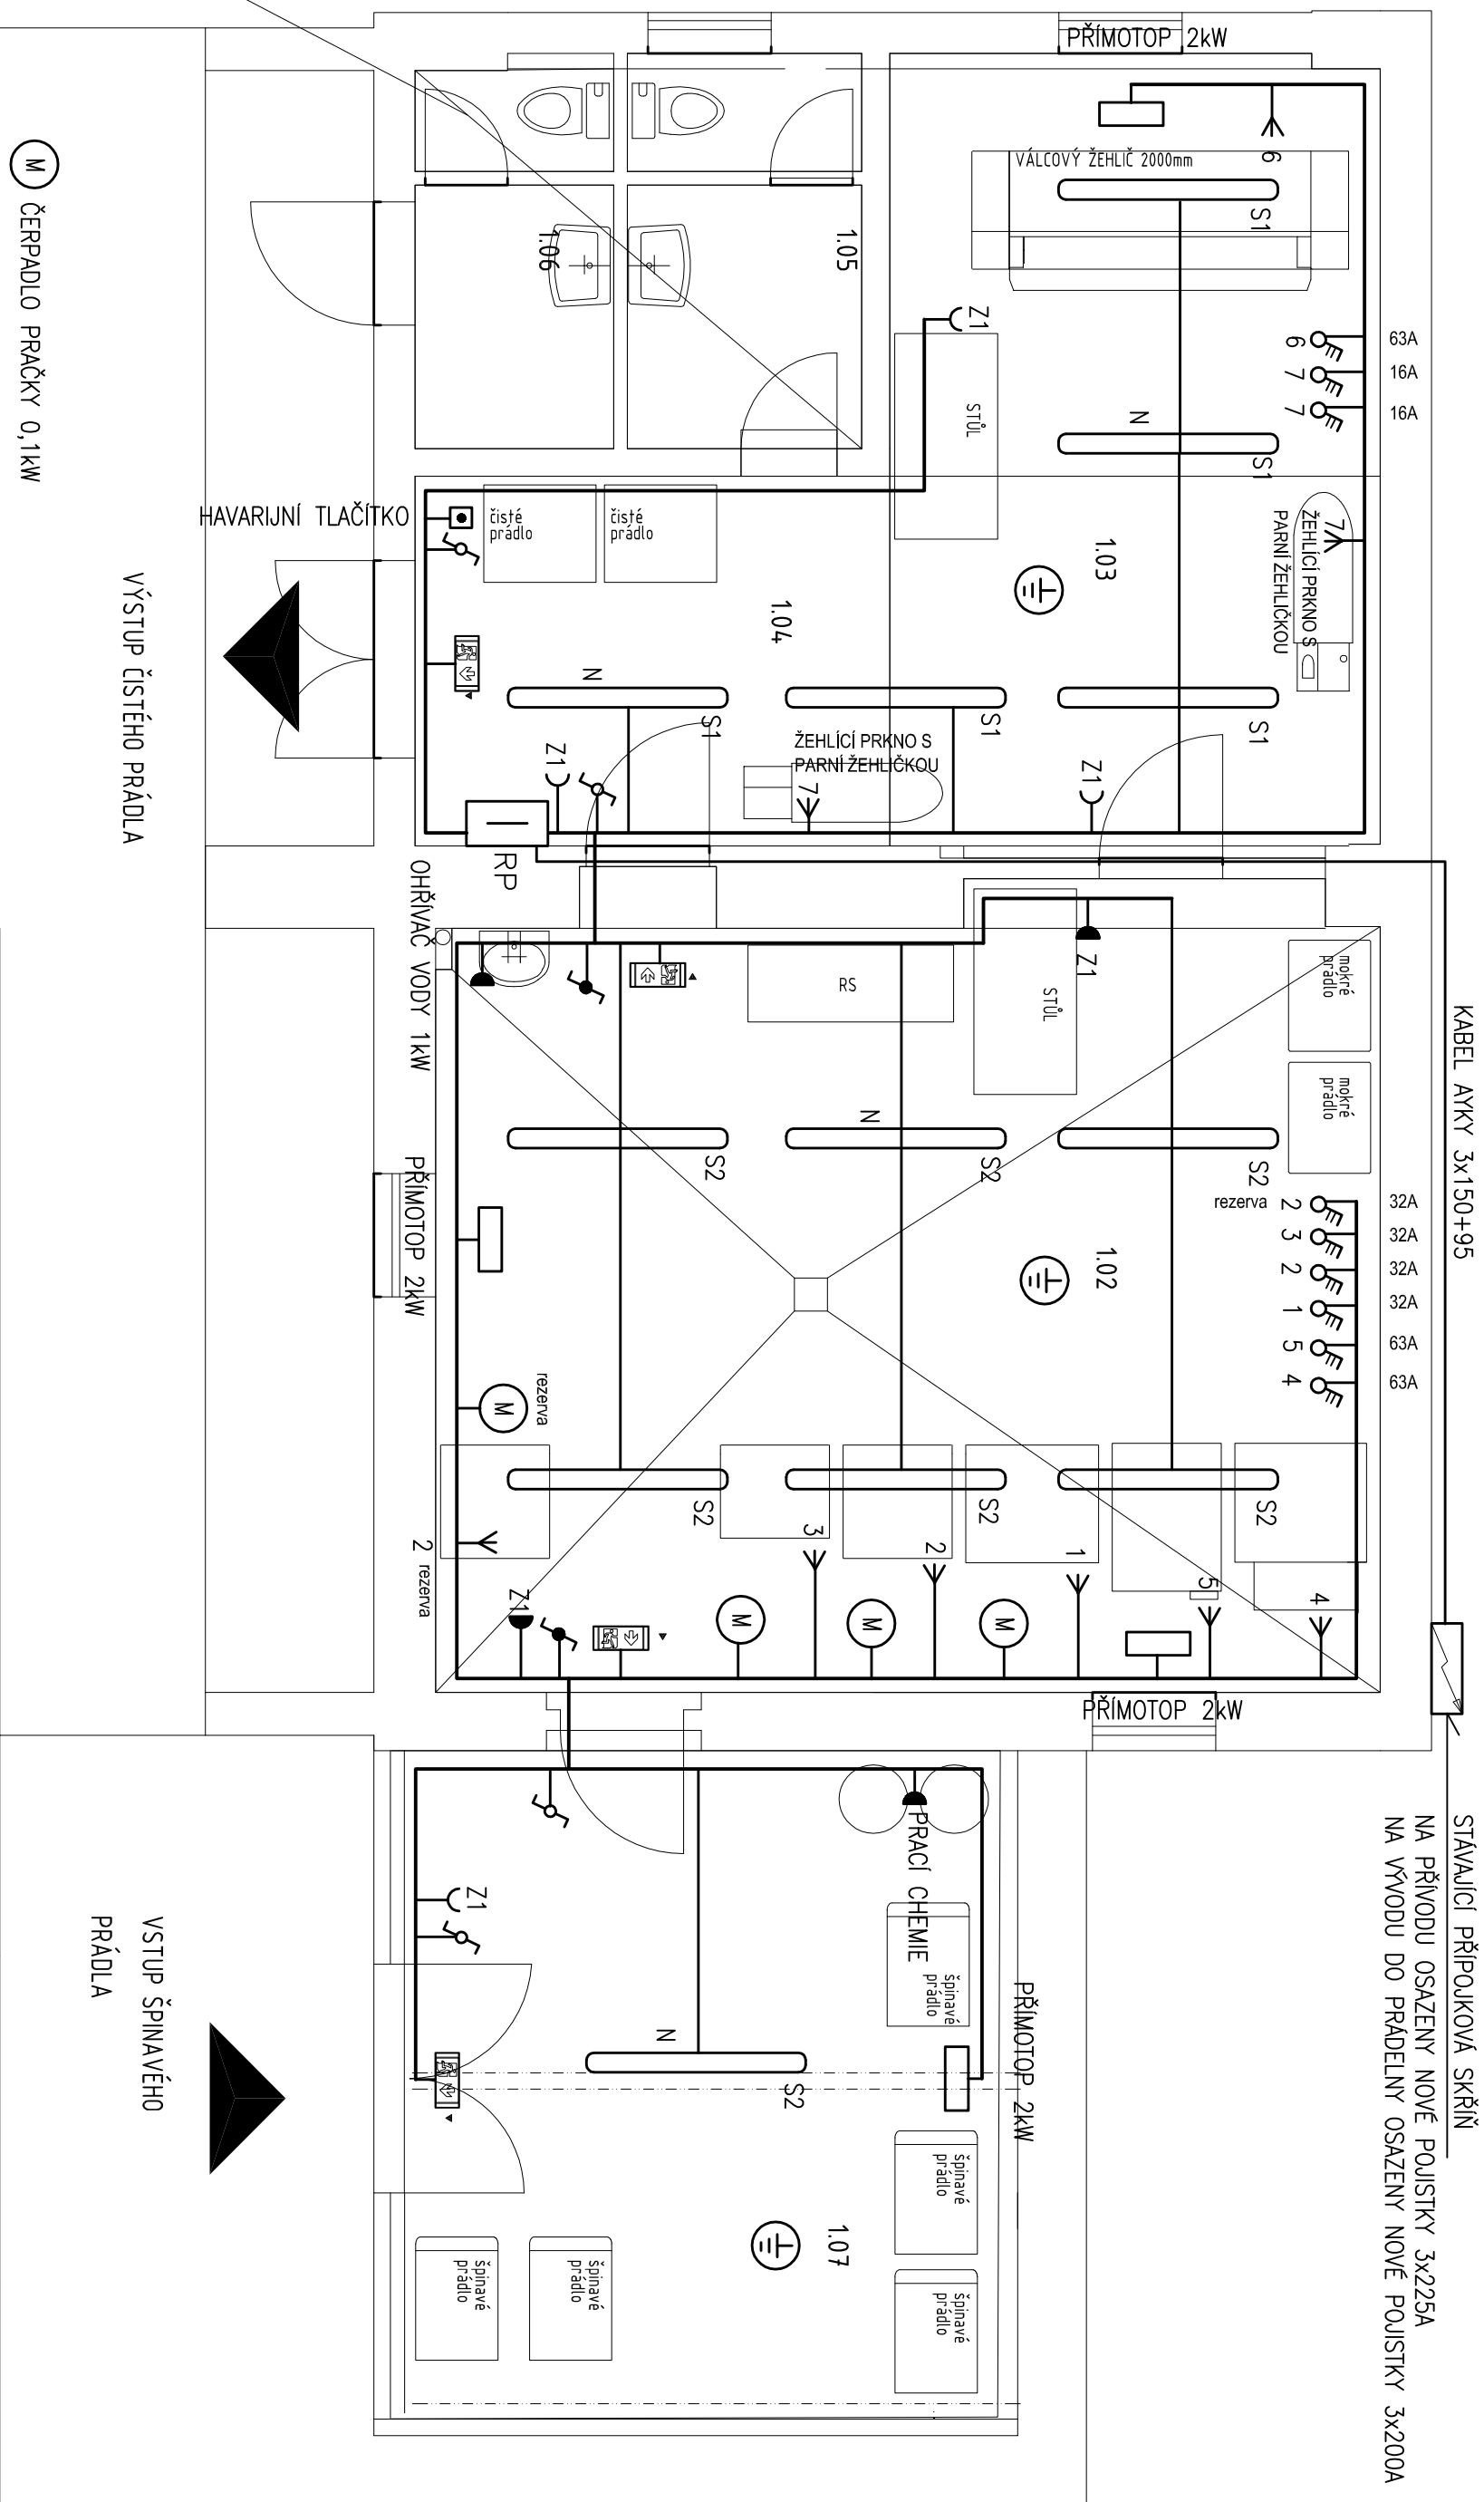 PŘÍMOTOP 2kW
VÁLCOVÝ ŽEHLIČ 2000mm
6
S1
1.05
1.06
Z1
STŮL
6
7
7
63A
16A
16A
N
S1
M
ČERPADLO PRAČKY 0,1kW
HAVARIJNÍ TLAČÍTKO
čisté
prádlo
čisté
prádlo
7
ŽEHLÍCÍ PRKNO S
PARNÍ ŽEHLIČKOU
1.03
1.04
N
S1
S1
S1
VÝSTUP ČISTÉHO PRÁDLA
ŽEHLÍCÍ PRKNO S
PARNÍ ŽEHLIČKOU
7
Z1
Z1
RP
OHŘÍVAČ VODY 1kW
RS
Z1
STŮL
mokré
prádlo
mokré
prádlo
KABEL AYKY 3x150+95
N
S2
S2
S2
rezerva
2
3
2
1
5
4
32A
32A
32A
32A
63A
63A
1.02
PŘÍMOTOP 2kW
M
rezerva
S2
S2
S2
2
rezerva
3
2
1
5
4
Z1
M
M
M
PŘÍMOTOP 2kW
STÁVAJÍCÍ PŘÍPOJKOVÁ SKŘÍŇ
NA PŘÍVODU OSAZENY NOVÉ POJISTKY 3x225A
NA VÝVODU DO PRÁDELNY OSAZENY NOVÉ POJISTKY 3x200A
PRACÍ CHEMIE
Z1
špinavé
prádlo
PŘÍMOTOP 2kW
N
S2
VSTUP ŠPINAVÉHO
PRÁDLA
1.07
špinavé
prádlo
špinavé
prádlo
špinavé
prádlo
špinavé
prádlo